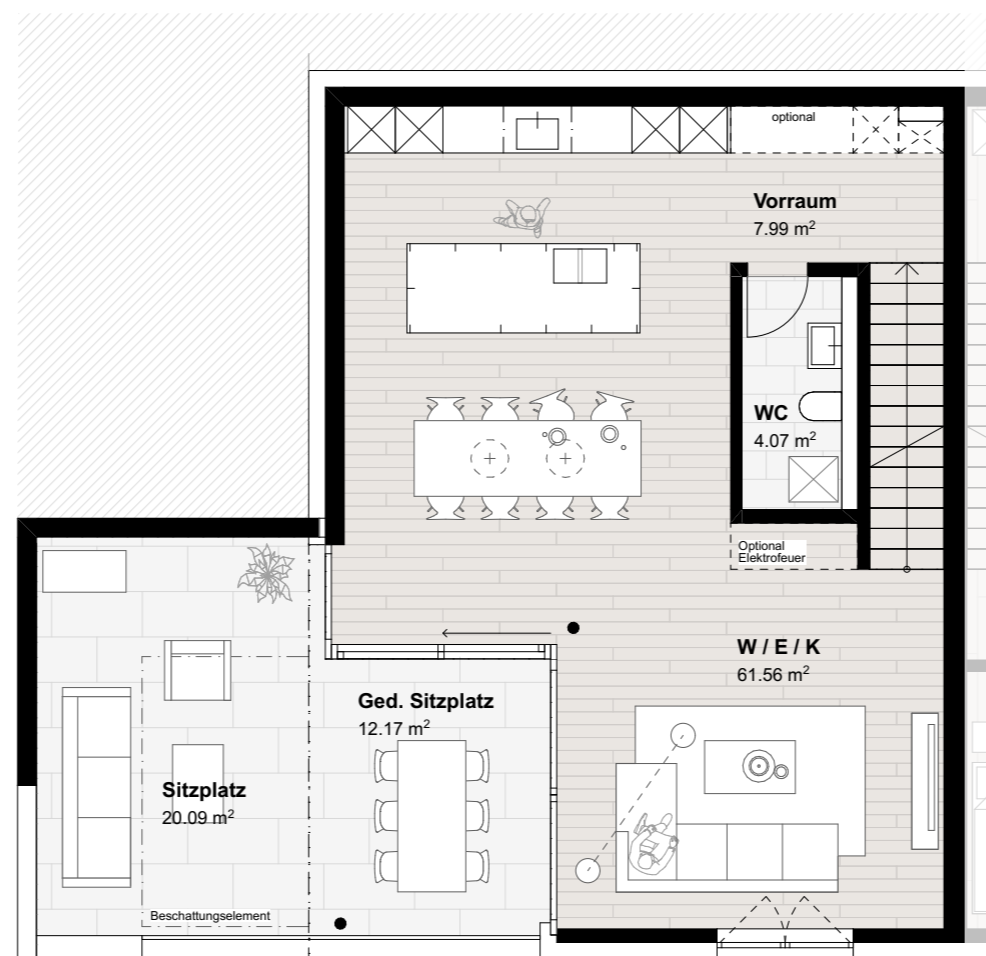 optional
Vorraum
7.99 m²
WC
4.07 m²
Optional
Elektrofeuer
W / E / K
61.56 m²
Ged. Sitzplatz
12.17 m²
Sitzplatz
20.09 m²
Beschattungselement